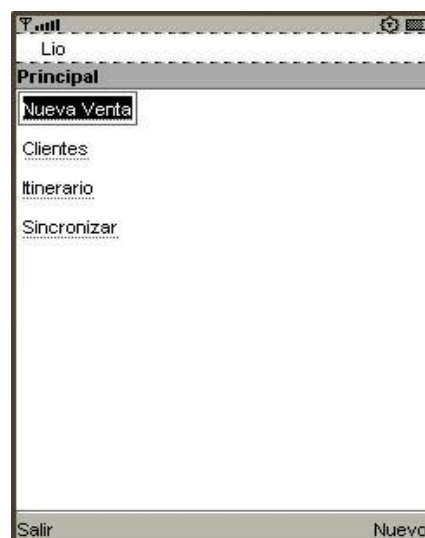 Lio
Principal
Nueva Venta
Clientes
Itinerario
Sincronizar
Salir Nuevo